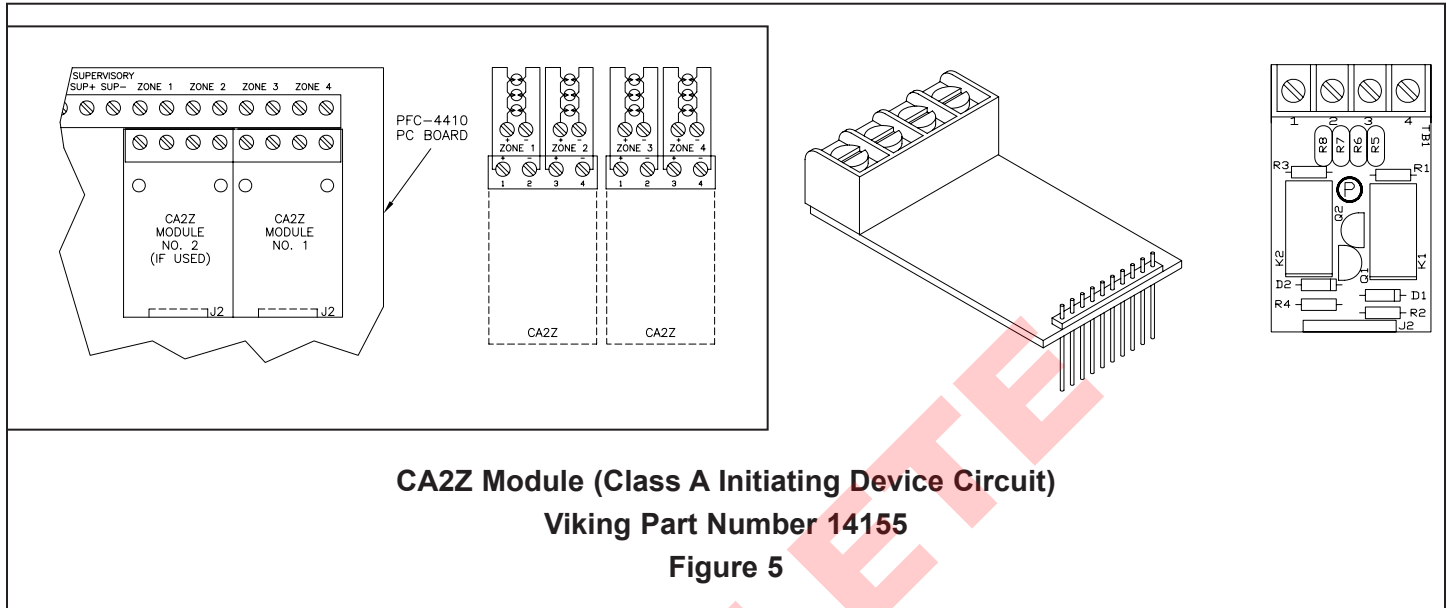 SUPERVISORY
SUP+ SUP- ZONE 1 ZONE 2 ZONE 3 ZONE 4
PFC-4410
PC BOARD
CA2Z
MODULE
NO. 2
(IF USED)
J2
CA2Z
MODULE
NO. 1
J2
+ - + -
ZONE 1 ZONE 2
+ - + -
1 2 3 4
CA2Z
+ - + -
ZONE 3 ZONE 4
+ - + -
1 2 3 4
CA2Z
1 2 3 4
TB1
R8 R7 R6 R5
R3 R1
P
Q2
K2 K1
Q1
D2 D1
R4 R2
J2
CA2Z Module (Class A Initiating Device Circuit)
Viking Part Number 14155
Figure 5
ETE